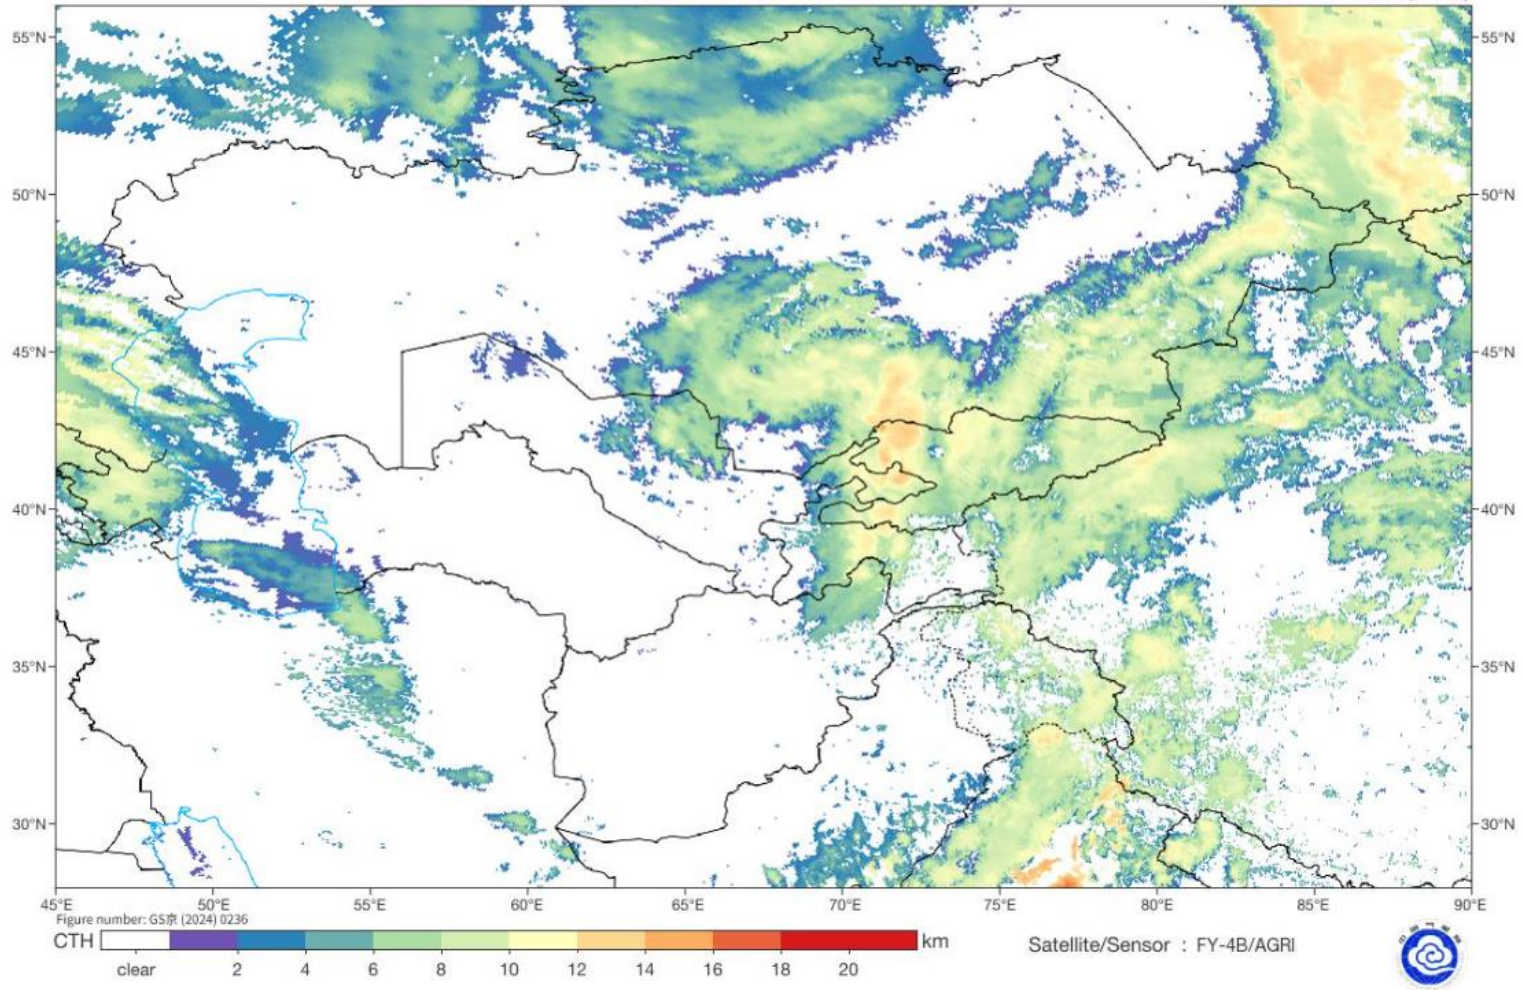 55°N 55°N
50°N 50°N
45°N 45°N
40°N 40°N
35°N 35°N
30°N 30°N
45°E 50°E 55°E 60°E 65°E 70°E 75°E 80°E 85°E 90°E
Figure number: GS京 (2024) 0236
CTH km
clear 2 4 6 8 10 12 14 16 18 20
Satellite/Sensor : FY-4B/AGRI